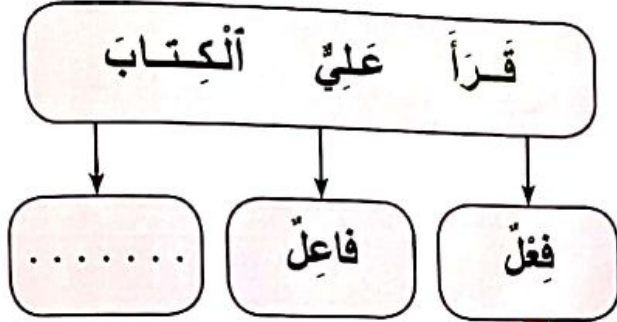 قَرَأَ عَلِيٌّ ٱلْكِتَابَ
فِعْلٌ فاعِلٌ .......